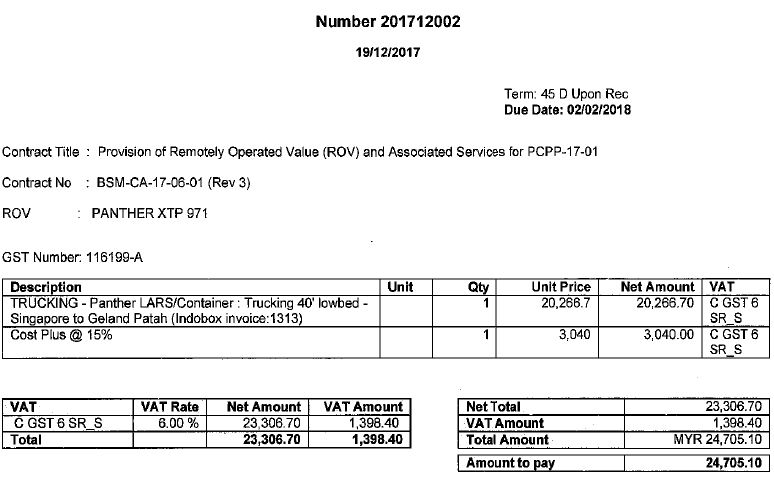 Number 201712002
19/12/2017
Term: 45 D Upon Rec
Due Date: 02/02/2018
Contract Title : Provision of Remotely Operated Value (ROV) and Associated Services for PCPP-17-01
Contract No : BSM-CA-17-06-01 (Rev 3)
ROV : PANTHER XTP 971
GST Number: 116199-A
Description Unit Qty Unit Price Net Amount VAT
TRUCKING - Panther LARS/Container : Trucking 40' lowbed - 1 20,266.7 20,266.70 C GST 6
Singapore to Geland Patah (Indobox invoice:1313) SR_S
Cost Plus @ 15% 1 3,040 3,040.00 C GST 6
SR_S
VAT VAT Rate Net Amount VAT Amount
C GST 6 SR_S 6.00 % 23,306.70 1,398.40
Total 23,306.70 1,398.40
Net Total 23,306.70
VAT Amount 1,398.40
Total Amount MYR 24,705.10
Amount to pay 24,705.10